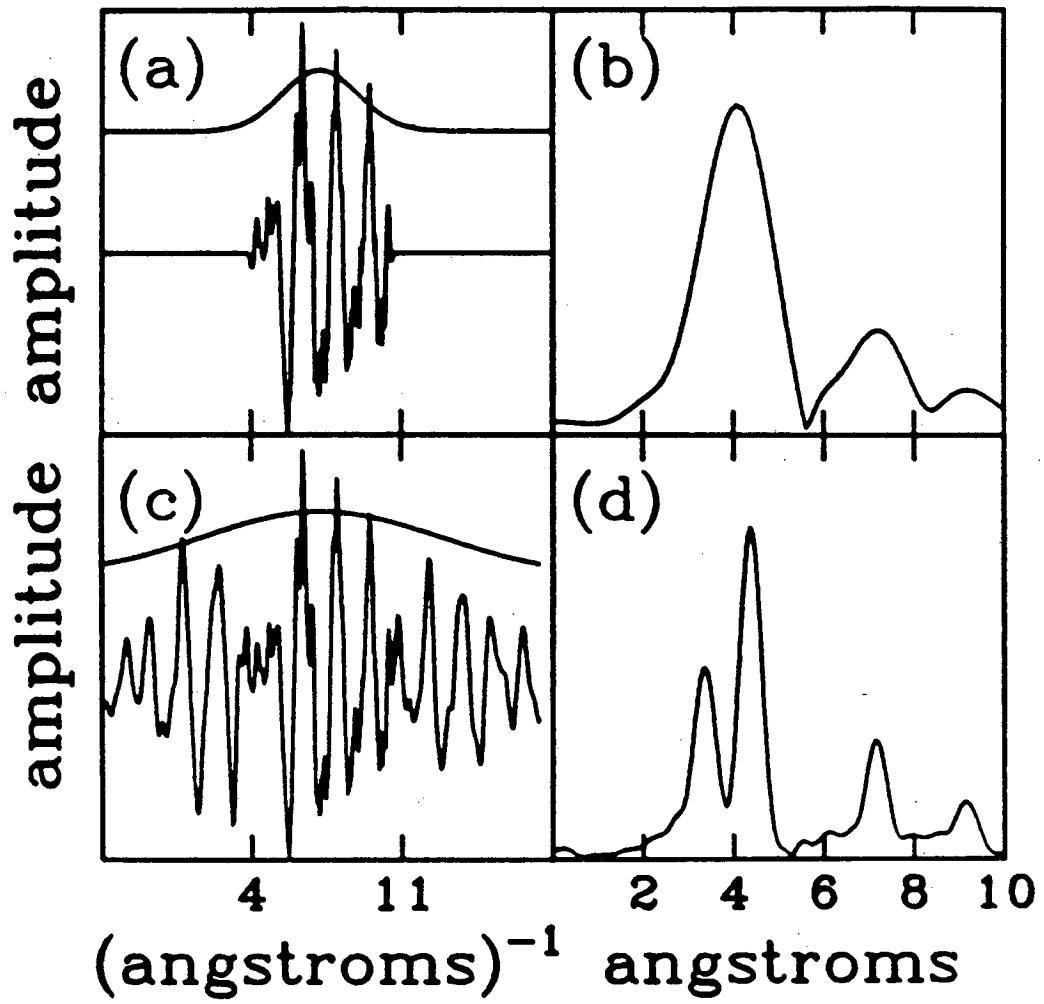 (a)
(b)
amplitude
(c)
(d)
amplitude
4 11
2 4 6 8 10
(angstroms)⁻¹ angstroms